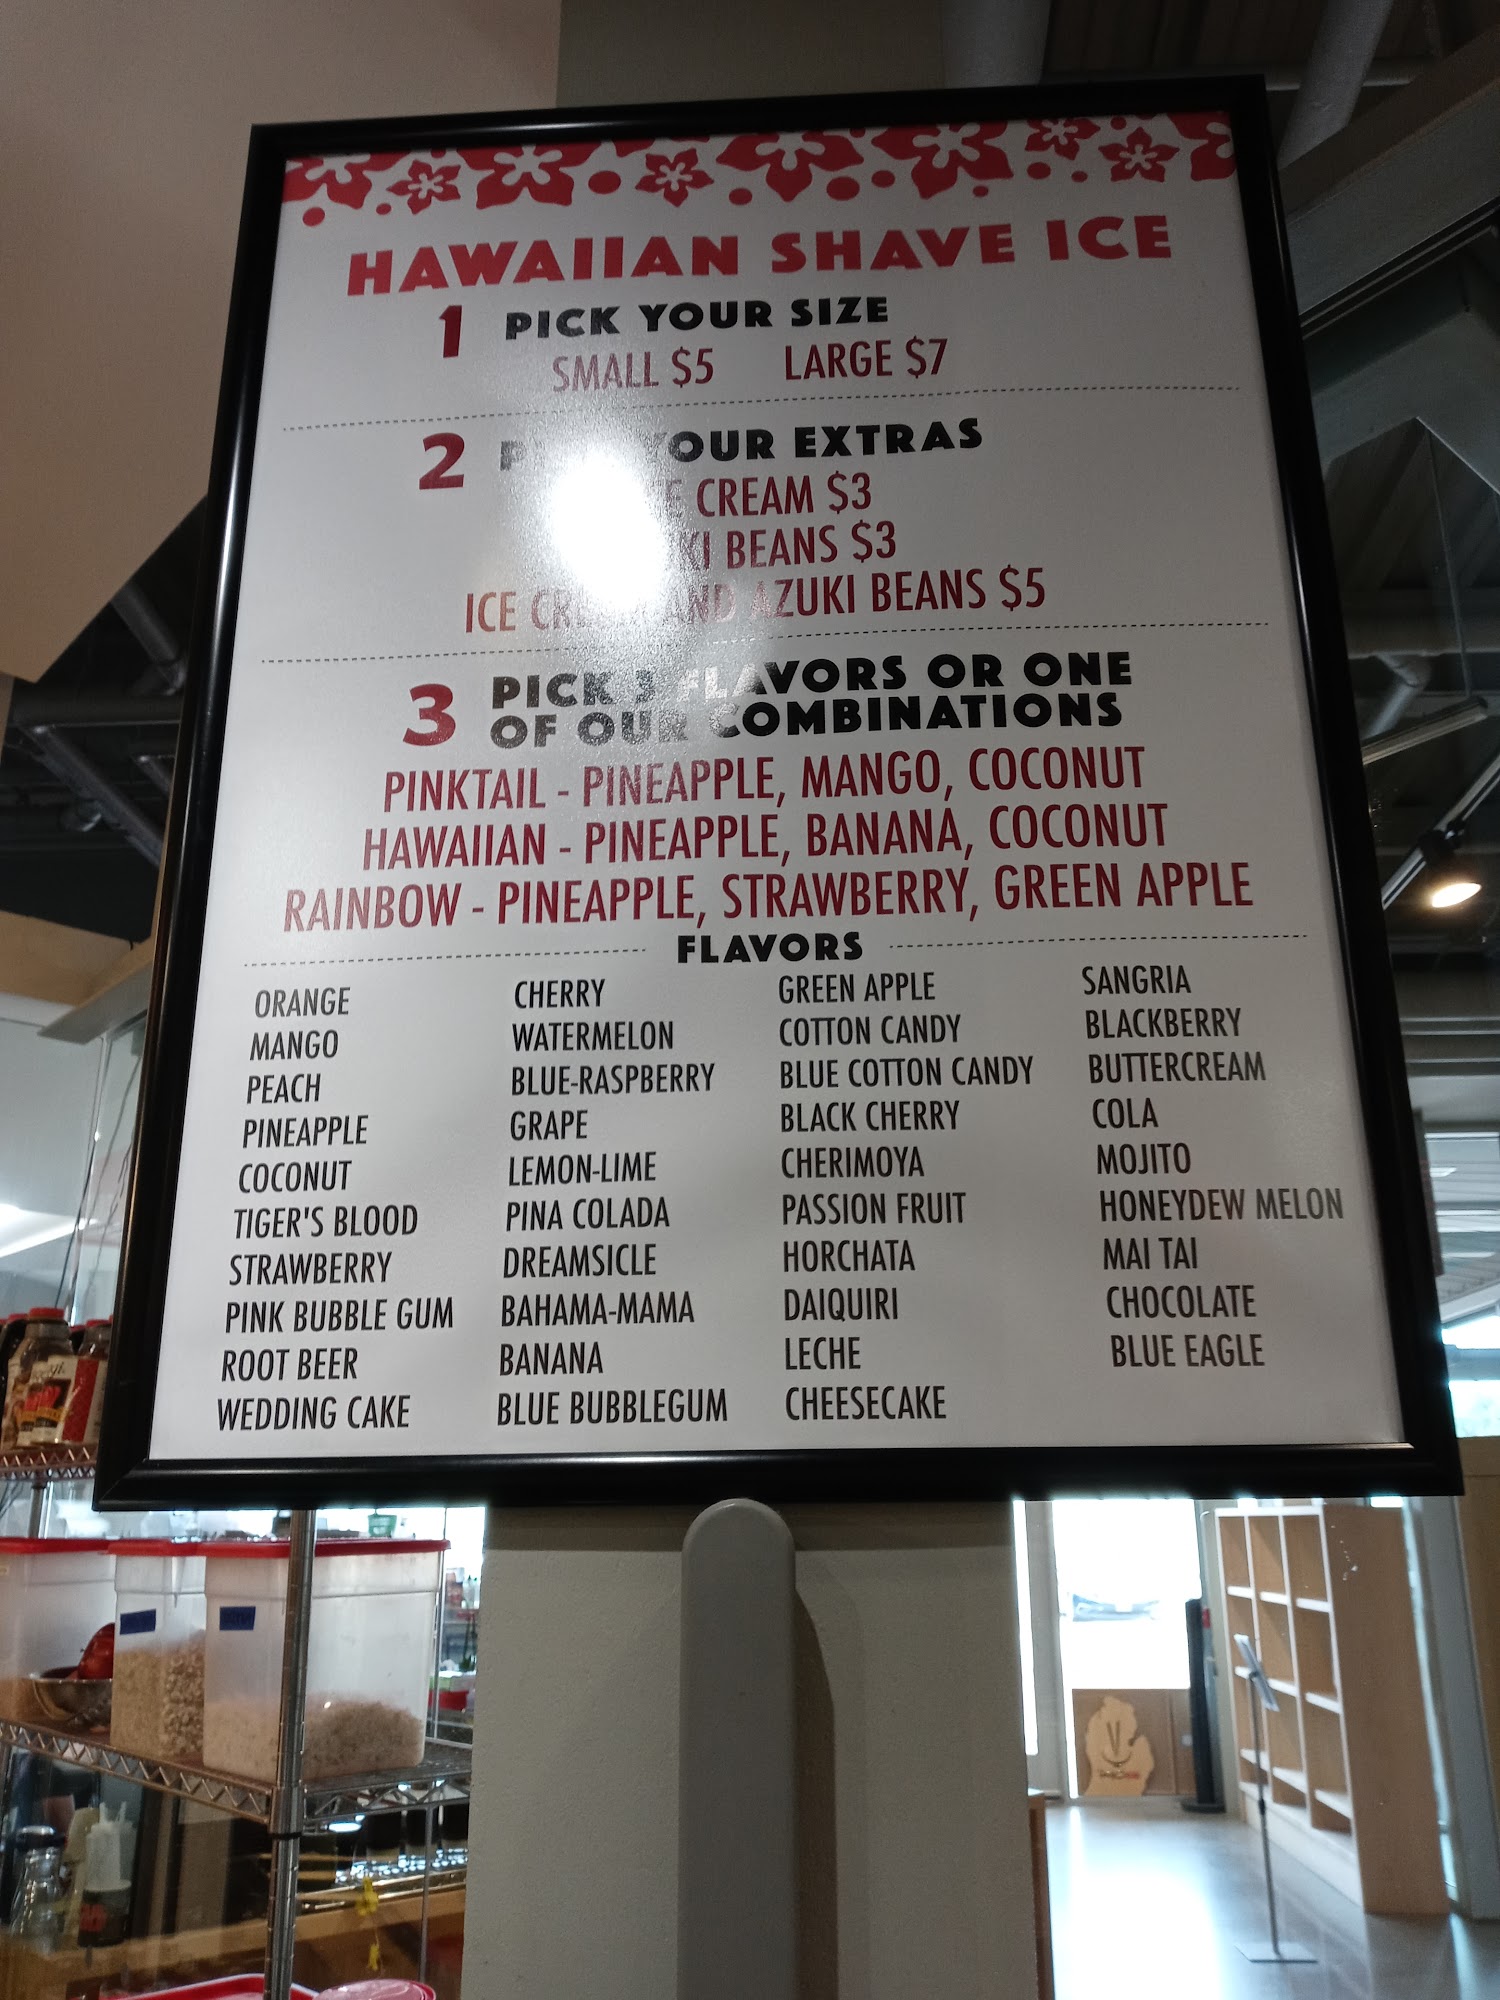 HAWAIIAN SHAVE ICE
1 PICK YOUR SIZE
SMALL $5 LARGE $7
2 YOUR EXTRAS
CREAM $3
BEANS $3
ICE CREAM AND AZUKI BEANS $5
3 PICK 3 FLAVORS OR ONE
OF OUR COMBINATIONS
PINKTAIL - PINEAPPLE, MANGO, COCONUT
HAWAIIAN - PINEAPPLE, BANANA, COCONUT
RAINBOW - PINEAPPLE, STRAWBERRY, GREEN APPLE
FLAVORS
ORANGE
MANGO
PEACH
PINEAPPLE
COCONUT
TIGER'S BLOOD
STRAWBERRY
PINK BUBBLE GUM
ROOT BEER
WEDDING CAKE
CHERRY
WATERMELON
BLUE-RASPBERRY
GRAPE
LEMON-LIME
PINA COLADA
DREAMSICLE
BAHAMA-MAMA
BANANA
BLUE BUBBLEGUM
GREEN APPLE
COTTON CANDY
BLUE COTTON CANDY
BLACK CHERRY
CHERIMOYA
PASSION FRUIT
HORCHATA
DAIQUIRI
LECHE
CHEESECAKE
SANGRIA
BLACKBERRY
BUTTERCREAM
COLA
MOJITO
HONEYDEW MELON
MAI TAI
CHOCOLATE
BLUE EAGLE